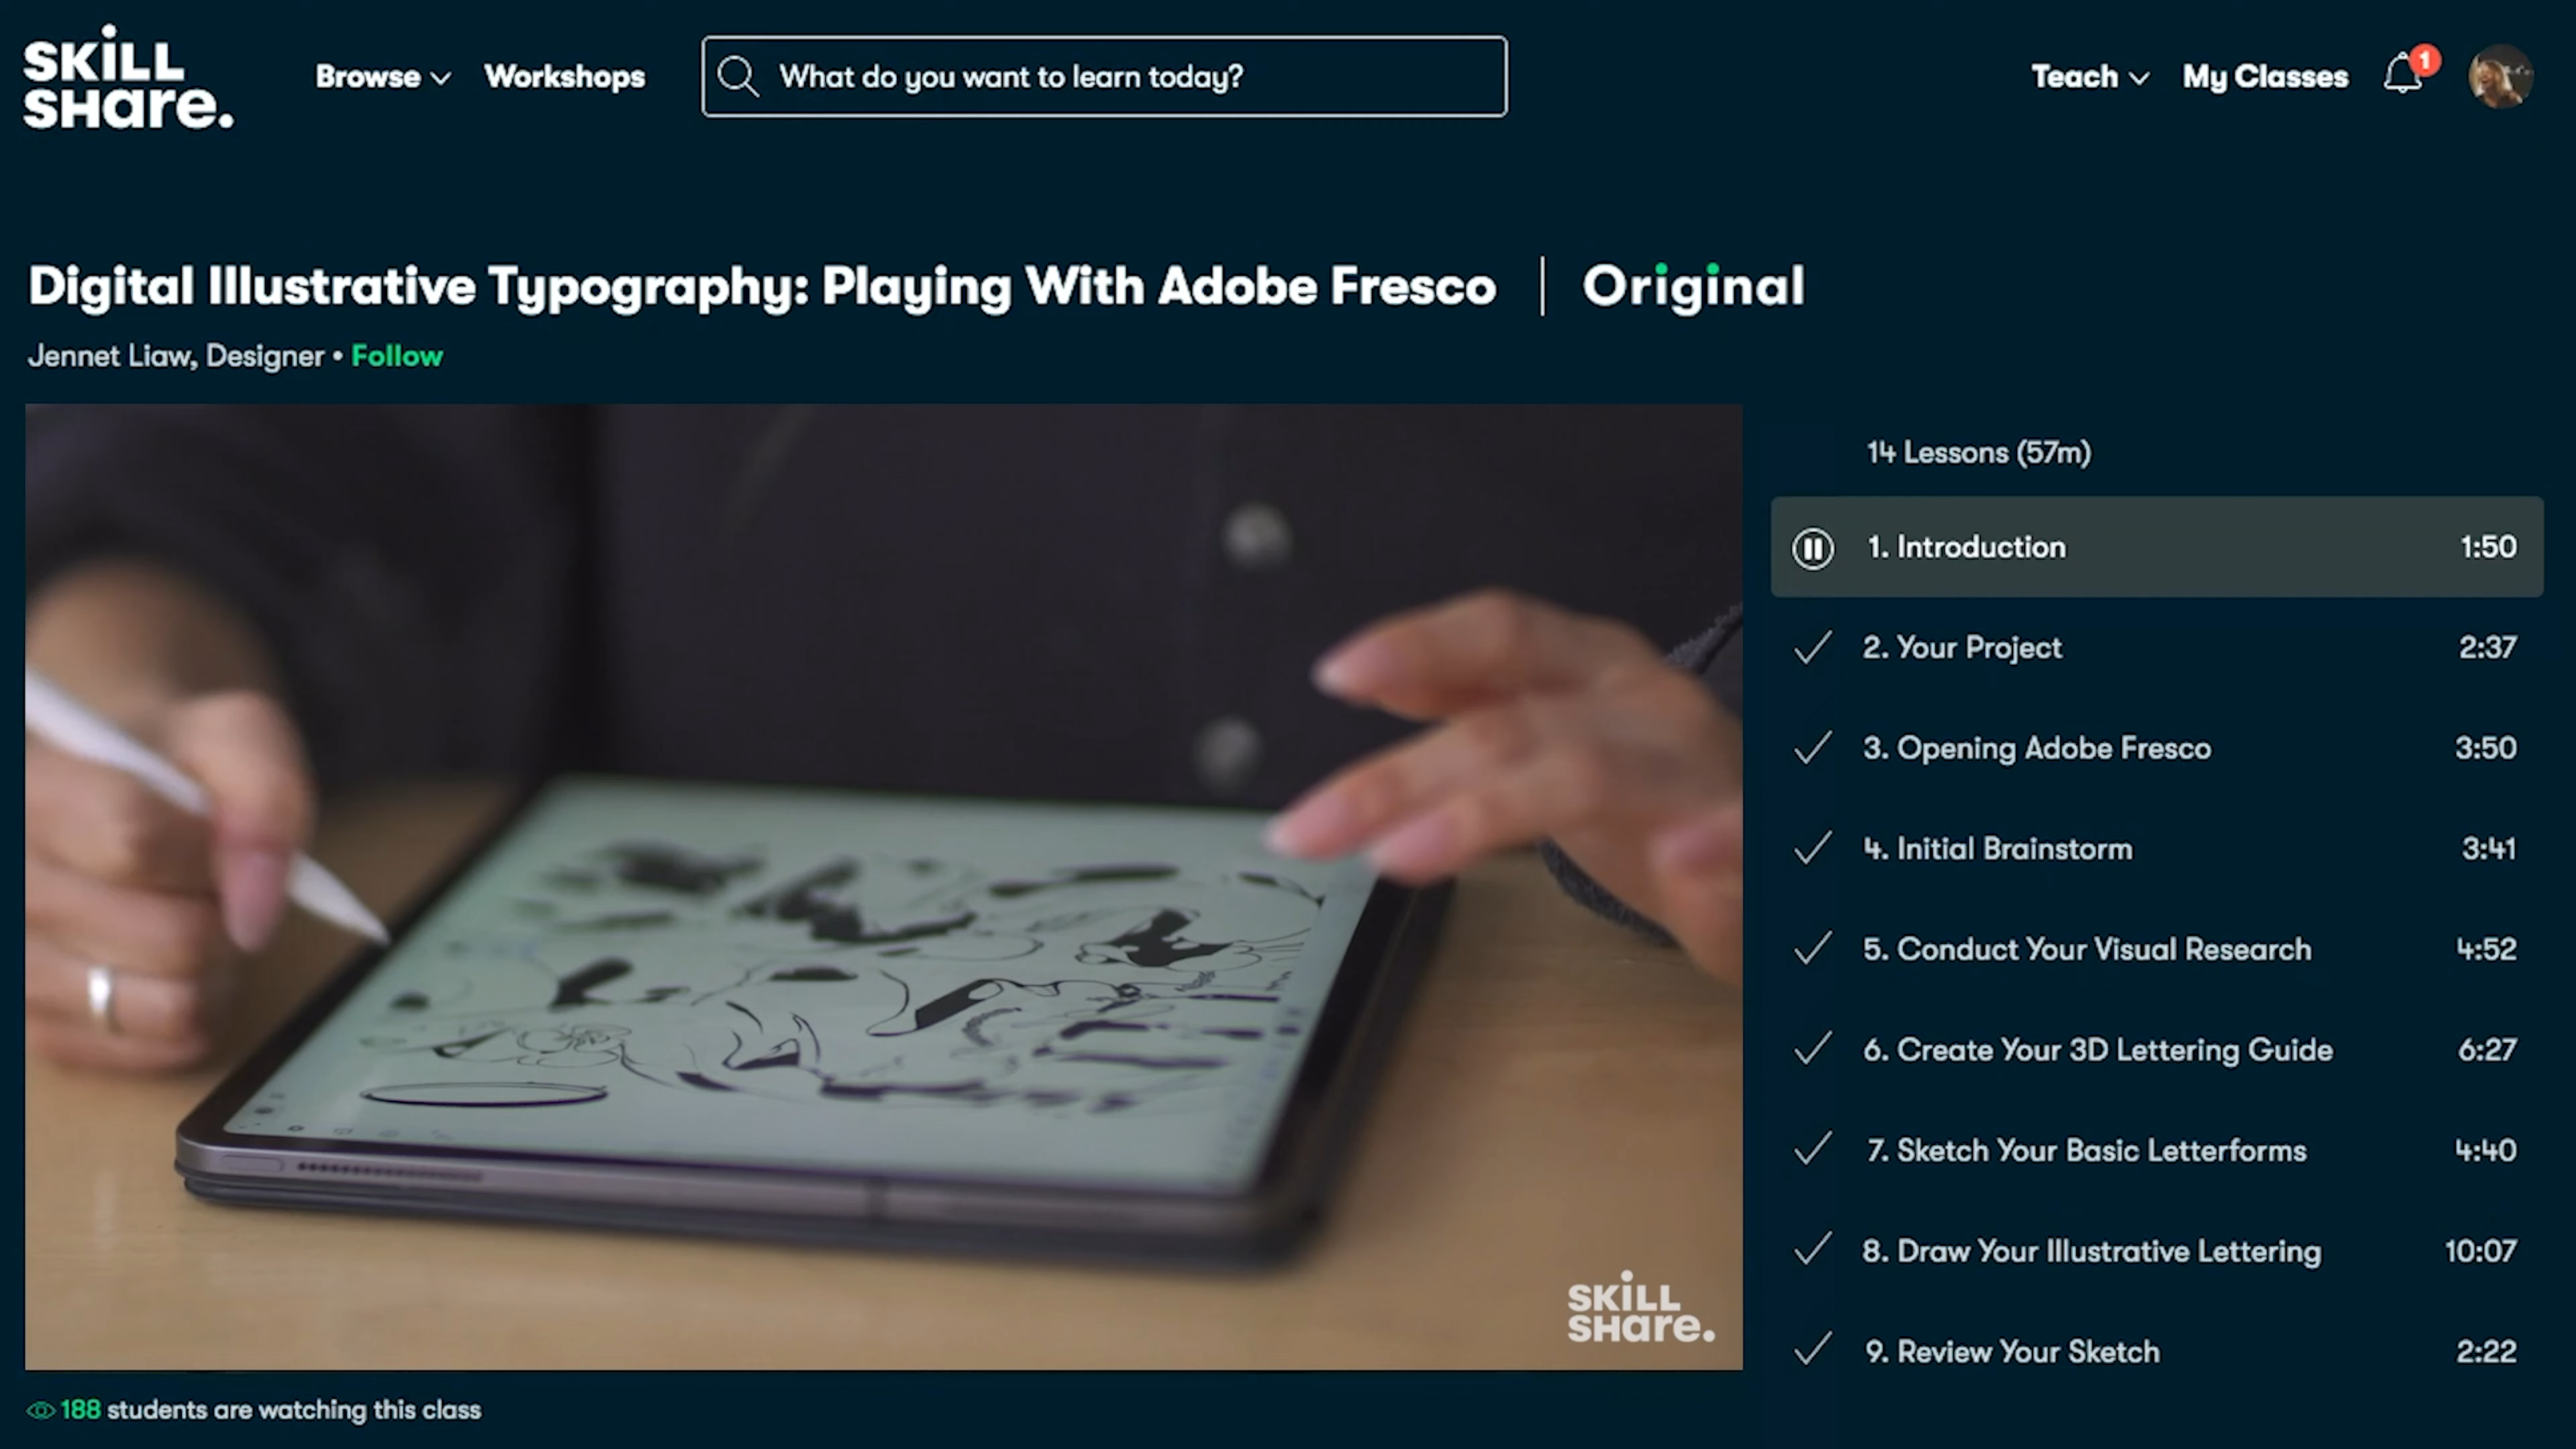 SKILL
SHare.
Browse
Workshops
What do you want to learn today?
Teach
My Classes
1
Digital Illustrative Typography: Playing With Adobe Fresco | Original
Jennet Liaw, Designer • Follow
14 Lessons (57m)
1. Introduction 1:50
2. Your Project 2:37
3. Opening Adobe Fresco 3:50
4. Initial Brainstorm 3:41
5. Conduct Your Visual Research 4:52
6. Create Your 3D Lettering Guide 6:27
7. Sketch Your Basic Letterforms 4:40
8. Draw Your Illustrative Lettering 10:07
9. Review Your Sketch 2:22
SKILL
SHare.
188 students are watching this class